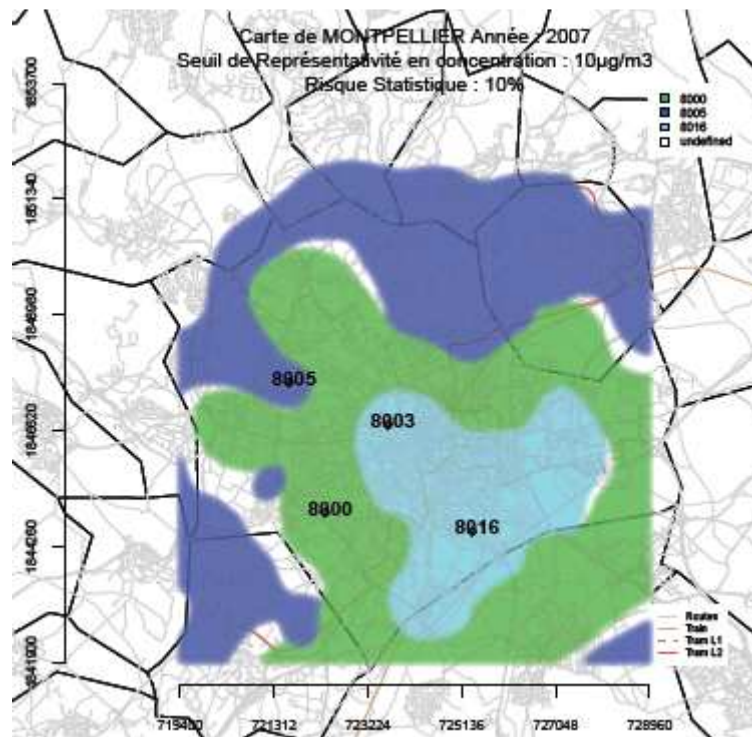 Carte de MONTPELLIER Année : 2007
Seuil de Représentativité en concentration : 10µg/m3
Risque Statistique : 10%
8000
8005
8016
undefined
1853700
1851340
1848980
1846620
1844260
1841900
8005
8003
8000
8016
Routes
Train
Tram L1
Tram L2
719400 721312 723224 725136 727048 728960